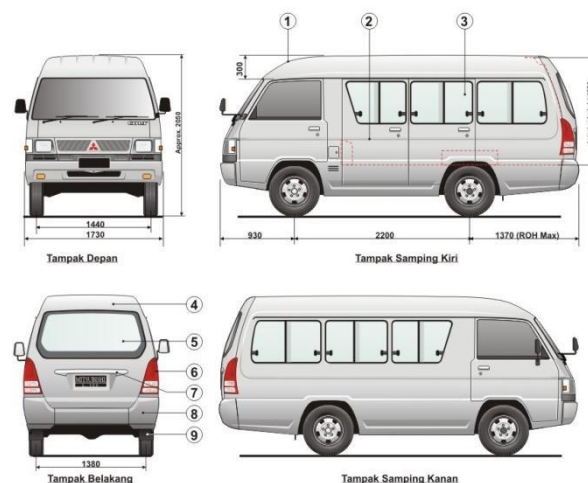 1
2
3
300
Approx. 2050
1440
1730
Tampak Depan
930
2200
1370 (ROH Max)
Tampak Samping Kiri
4
5
6
7
8
9
1380
Tampak Belakang
Tampak Samping Kanan